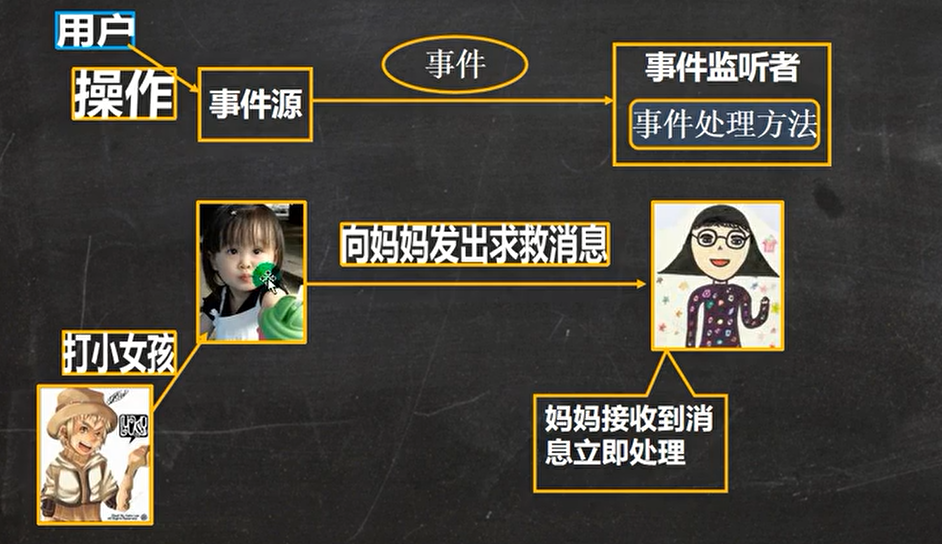 用户
操作
事件源
事件
事件监听者
事件处理方法
向妈妈发出求救消息
打小女孩
妈妈接收到消
息立即处理